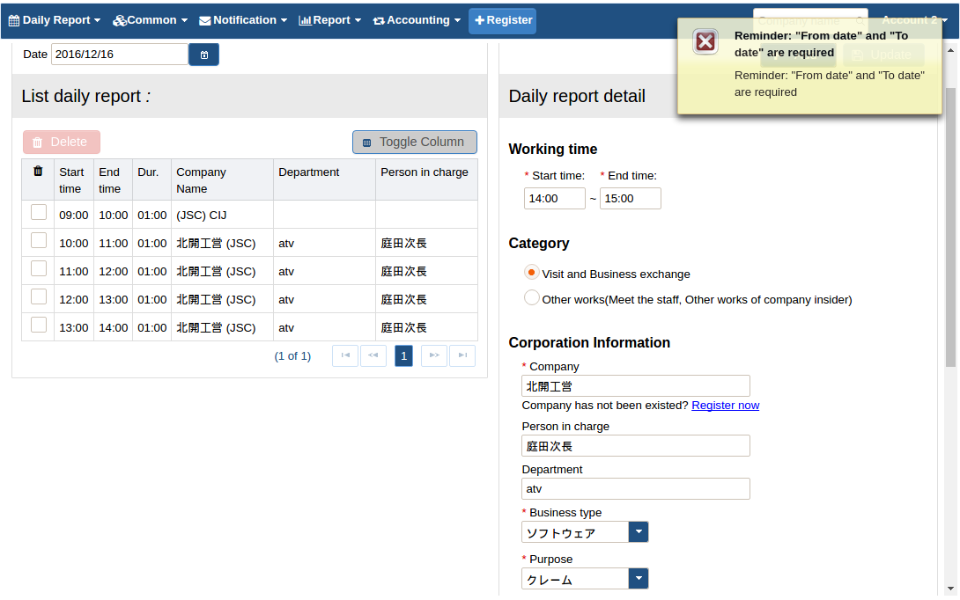 Daily Report Common Notification Report Accounting + Register Account 2
Reminder: "From date" and "To date" are required
Reminder: "From date" and "To date" are required
Date 2016/12/16
List daily report :
Delete Toggle Column
Start time End time Dur. Company Name Department Person in charge
09:00 10:00 01:00 (JSC) CIJ
10:00 11:00 01:00 北開工営 (JSC) atv 庭田次長
11:00 12:00 01:00 北開工営 (JSC) atv 庭田次長
12:00 13:00 01:00 北開工営 (JSC) atv 庭田次長
13:00 14:00 01:00 北開工営 (JSC) atv 庭田次長
(1 of 1) 1
Daily report detail
Working time
* Start time: * End time:
14:00 ~ 15:00
Category
Visit and Business exchange
Other works(Meet the staff, Other works of company insider)
Corporation Information
* Company
北開工営
Company has not been existed? Register now
Person in charge
庭田次長
Department
atv
* Business type
ソフトウェア
* Purpose
クレーム